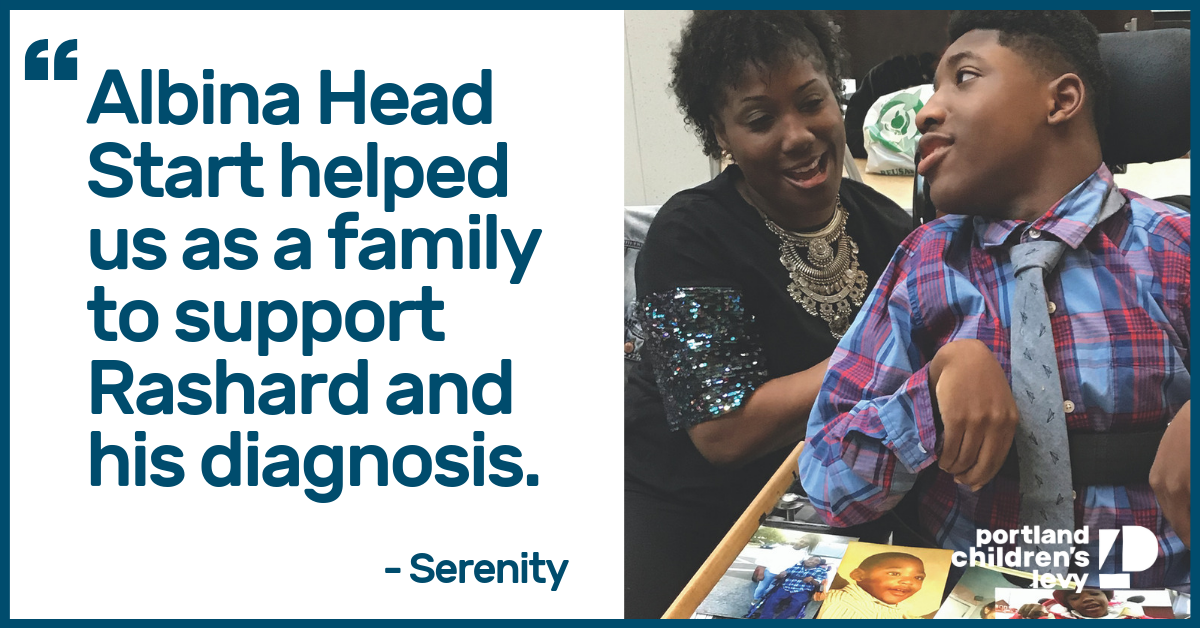 “
Albina Head
Start helped
us as a family
to support
Rashard and
his diagnosis.
- Serenity
portland
children's
levy